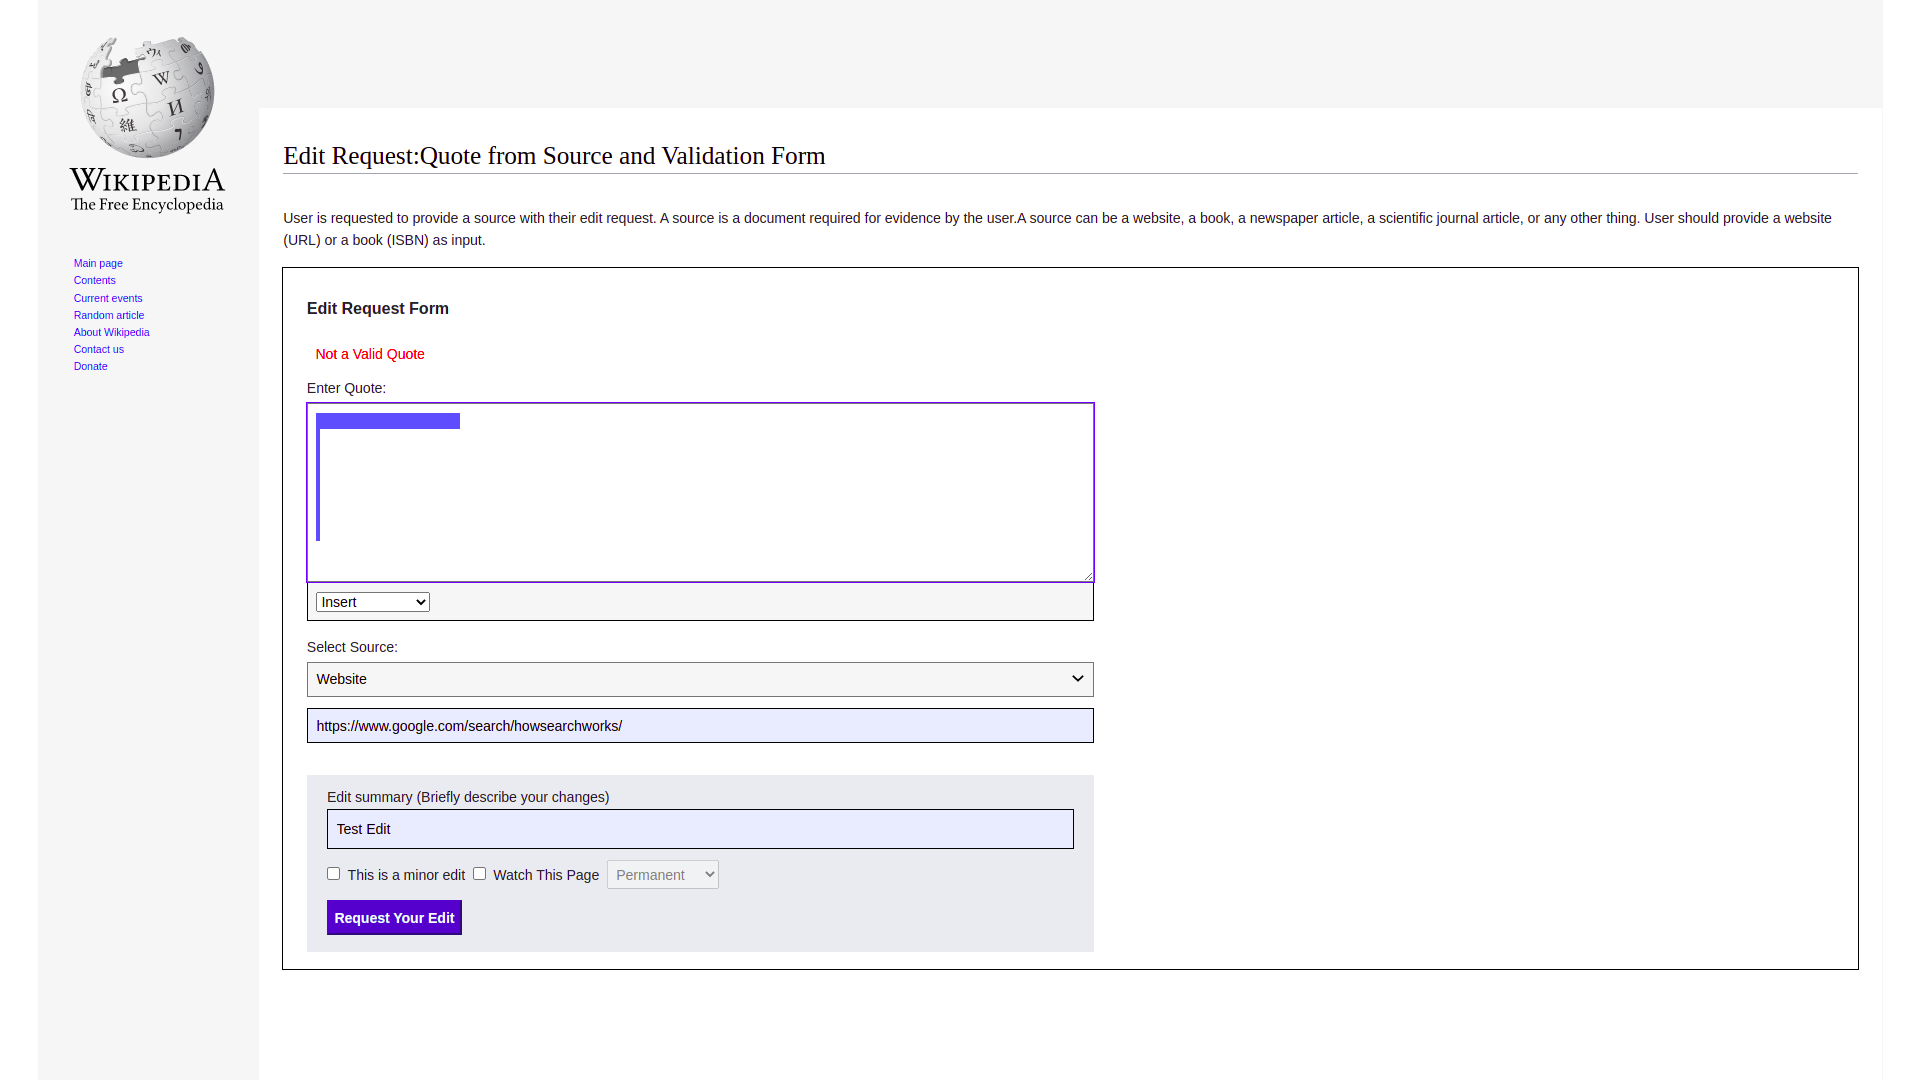 WIKIPEDIA
The Free Encyclopedia
Main page
Contents
Current events
Random article
About Wikipedia
Contact us
Donate
Edit Request:Quote from Source and Validation Form
User is requested to provide a source with their edit request. A source is a document required for evidence by the user.A source can be a website, a book, a newspaper article, a scientific journal article, or any other thing. User should provide a website
(URL) or a book (ISBN) as input.
Edit Request Form
Not a Valid Quote
Enter Quote:
Insert
Select Source:
Website
https://www.google.com/search/howsearchworks/
Edit summary (Briefly describe your changes)
Test Edit
This is a minor edit Watch This Page Permanent
Request Your Edit